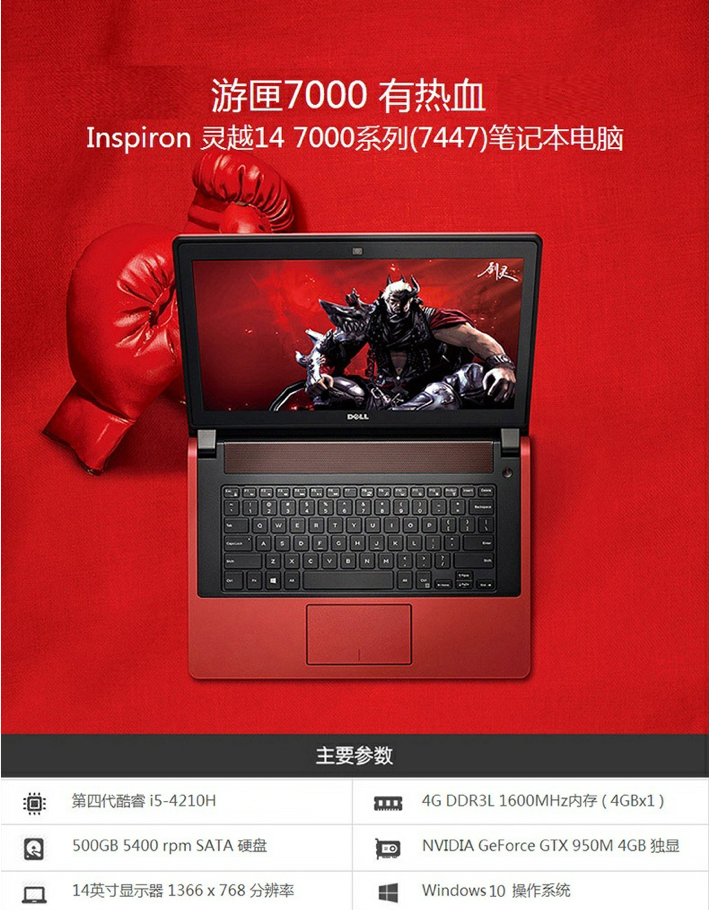 游匣7000 有热血
Inspiron 灵越14 7000系列(7447)笔记本电脑
剑灵
DELL
主要参数
第四代酷睿 i5-4210H
4G DDR3L 1600MHz内存 ( 4GBx1 )
500GB 5400 rpm SATA 硬盘
NVIDIA GeForce GTX 950M 4GB 独显
14英寸显示器 1366 x 768 分辨率
Windows10 操作系统